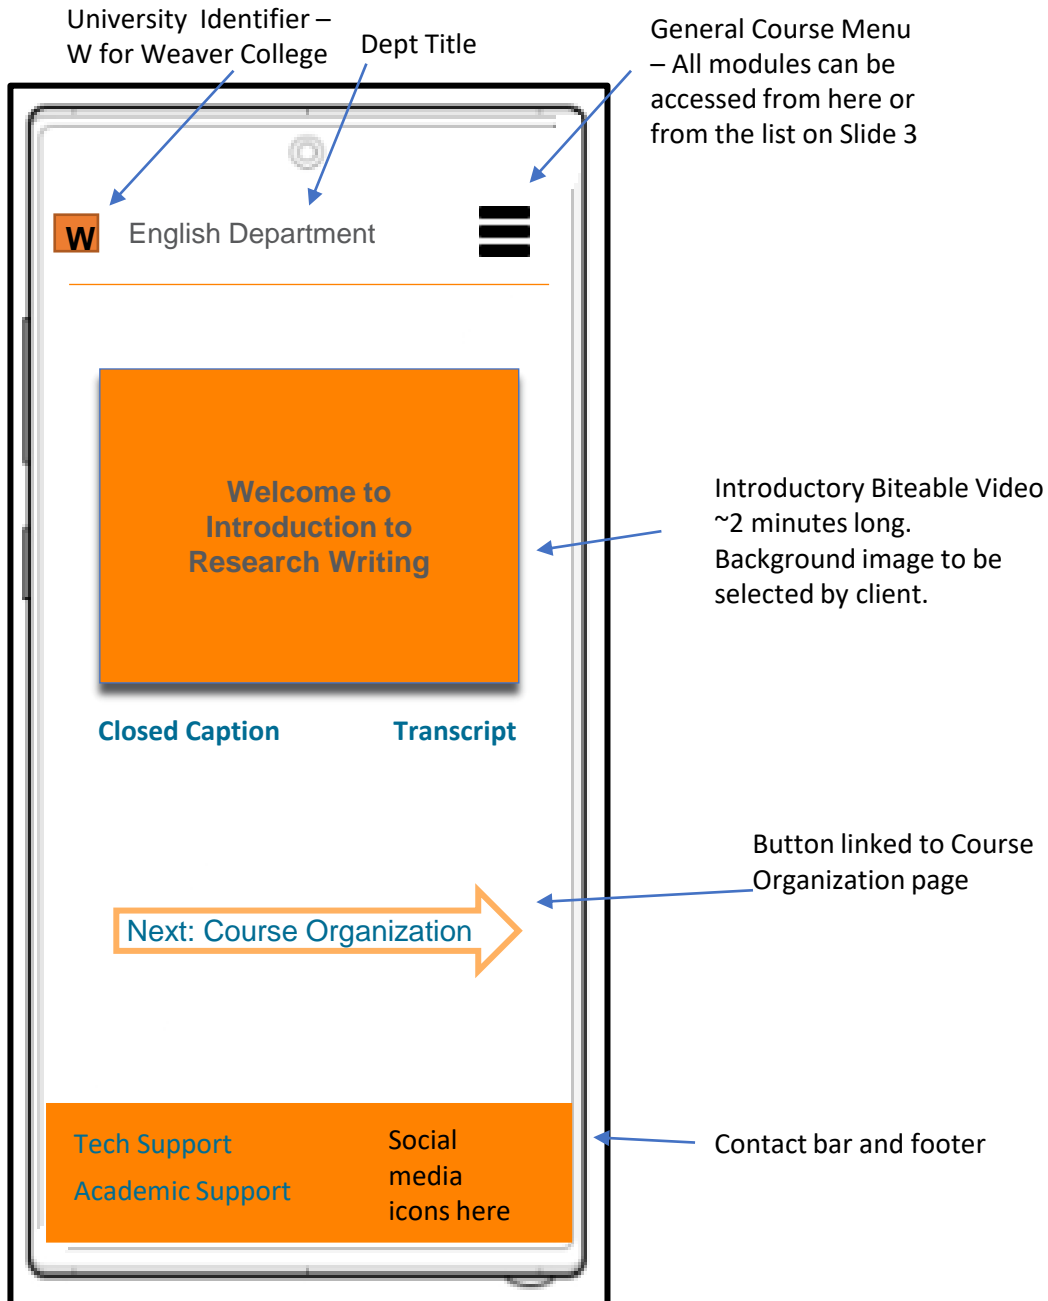 University  Identifier –
W for Weaver College
Dept Title
General Course Menu
– All modules can be
accessed from here or
from the list on Slide 3
W
English Department
Welcome to
Introduction to
Research Writing
Introductory Biteable Video
~2 minutes long.
Background image to be
selected by client.
Closed Caption
Transcript
Button linked to Course
Organization page
Next: Course Organization
Tech Support
Academic Support
Social
media
icons here
Contact bar and footer